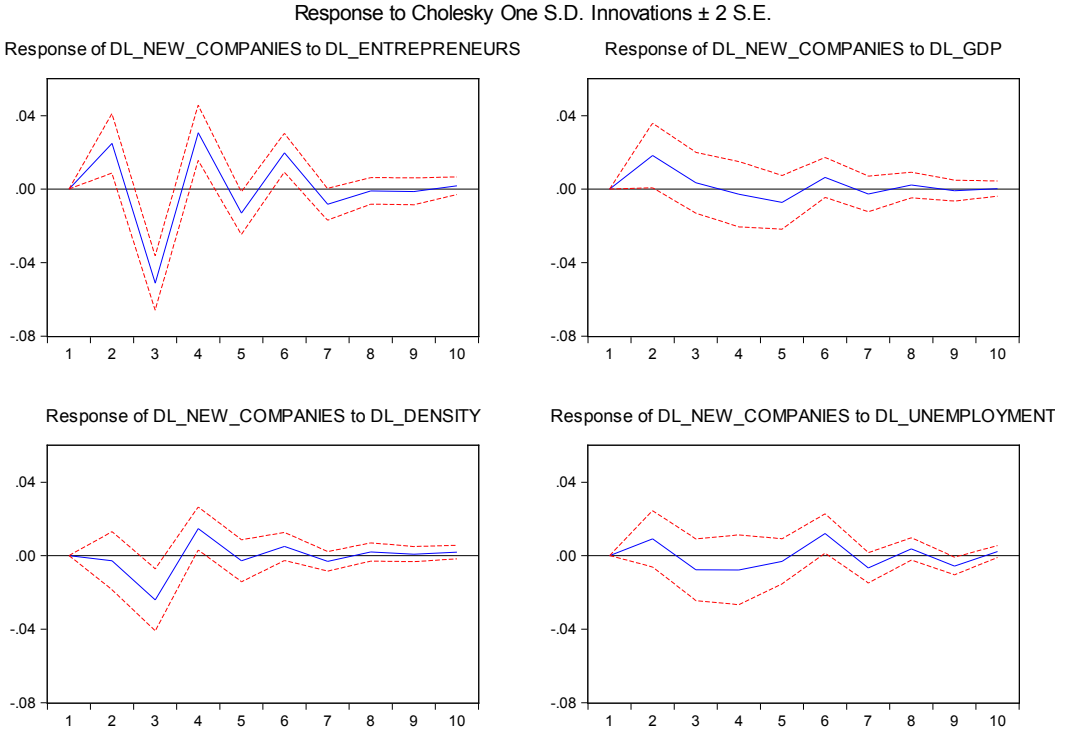 Response to Cholesky One S.D. Innovations ± 2 S.E.
Response of DL_NEW_COMPANIES to DL_ENTREPRENEURS
.04
.00
-.04
-.08
1 2 3 4 5 6 7 8 9 10
Response of DL_NEW_COMPANIES to DL_GDP
.04
.00
-.04
-.08
1 2 3 4 5 6 7 8 9 10
Response of DL_NEW_COMPANIES to DL_DENSITY
.04
.00
-.04
-.08
1 2 3 4 5 6 7 8 9 10
Response of DL_NEW_COMPANIES to DL_UNEMPLOYMENT
.04
.00
-.04
-.08
1 2 3 4 5 6 7 8 9 10